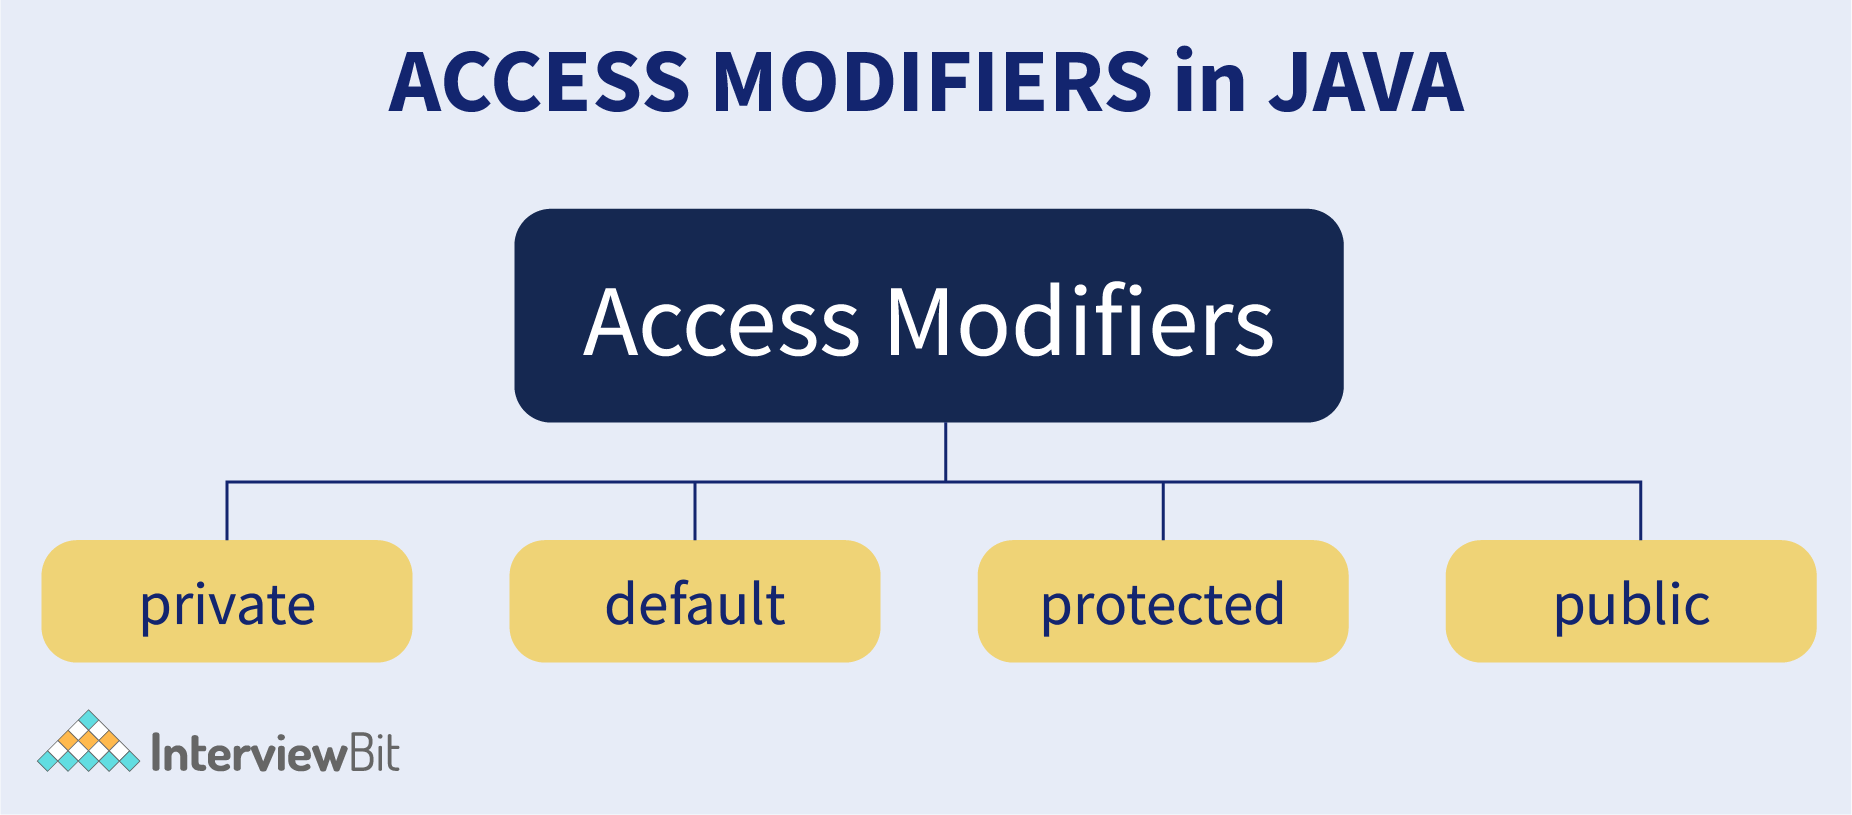 ACCESS MODIFIERS in JAVA
Access Modifiers
private
default
protected
public
InterviewBit